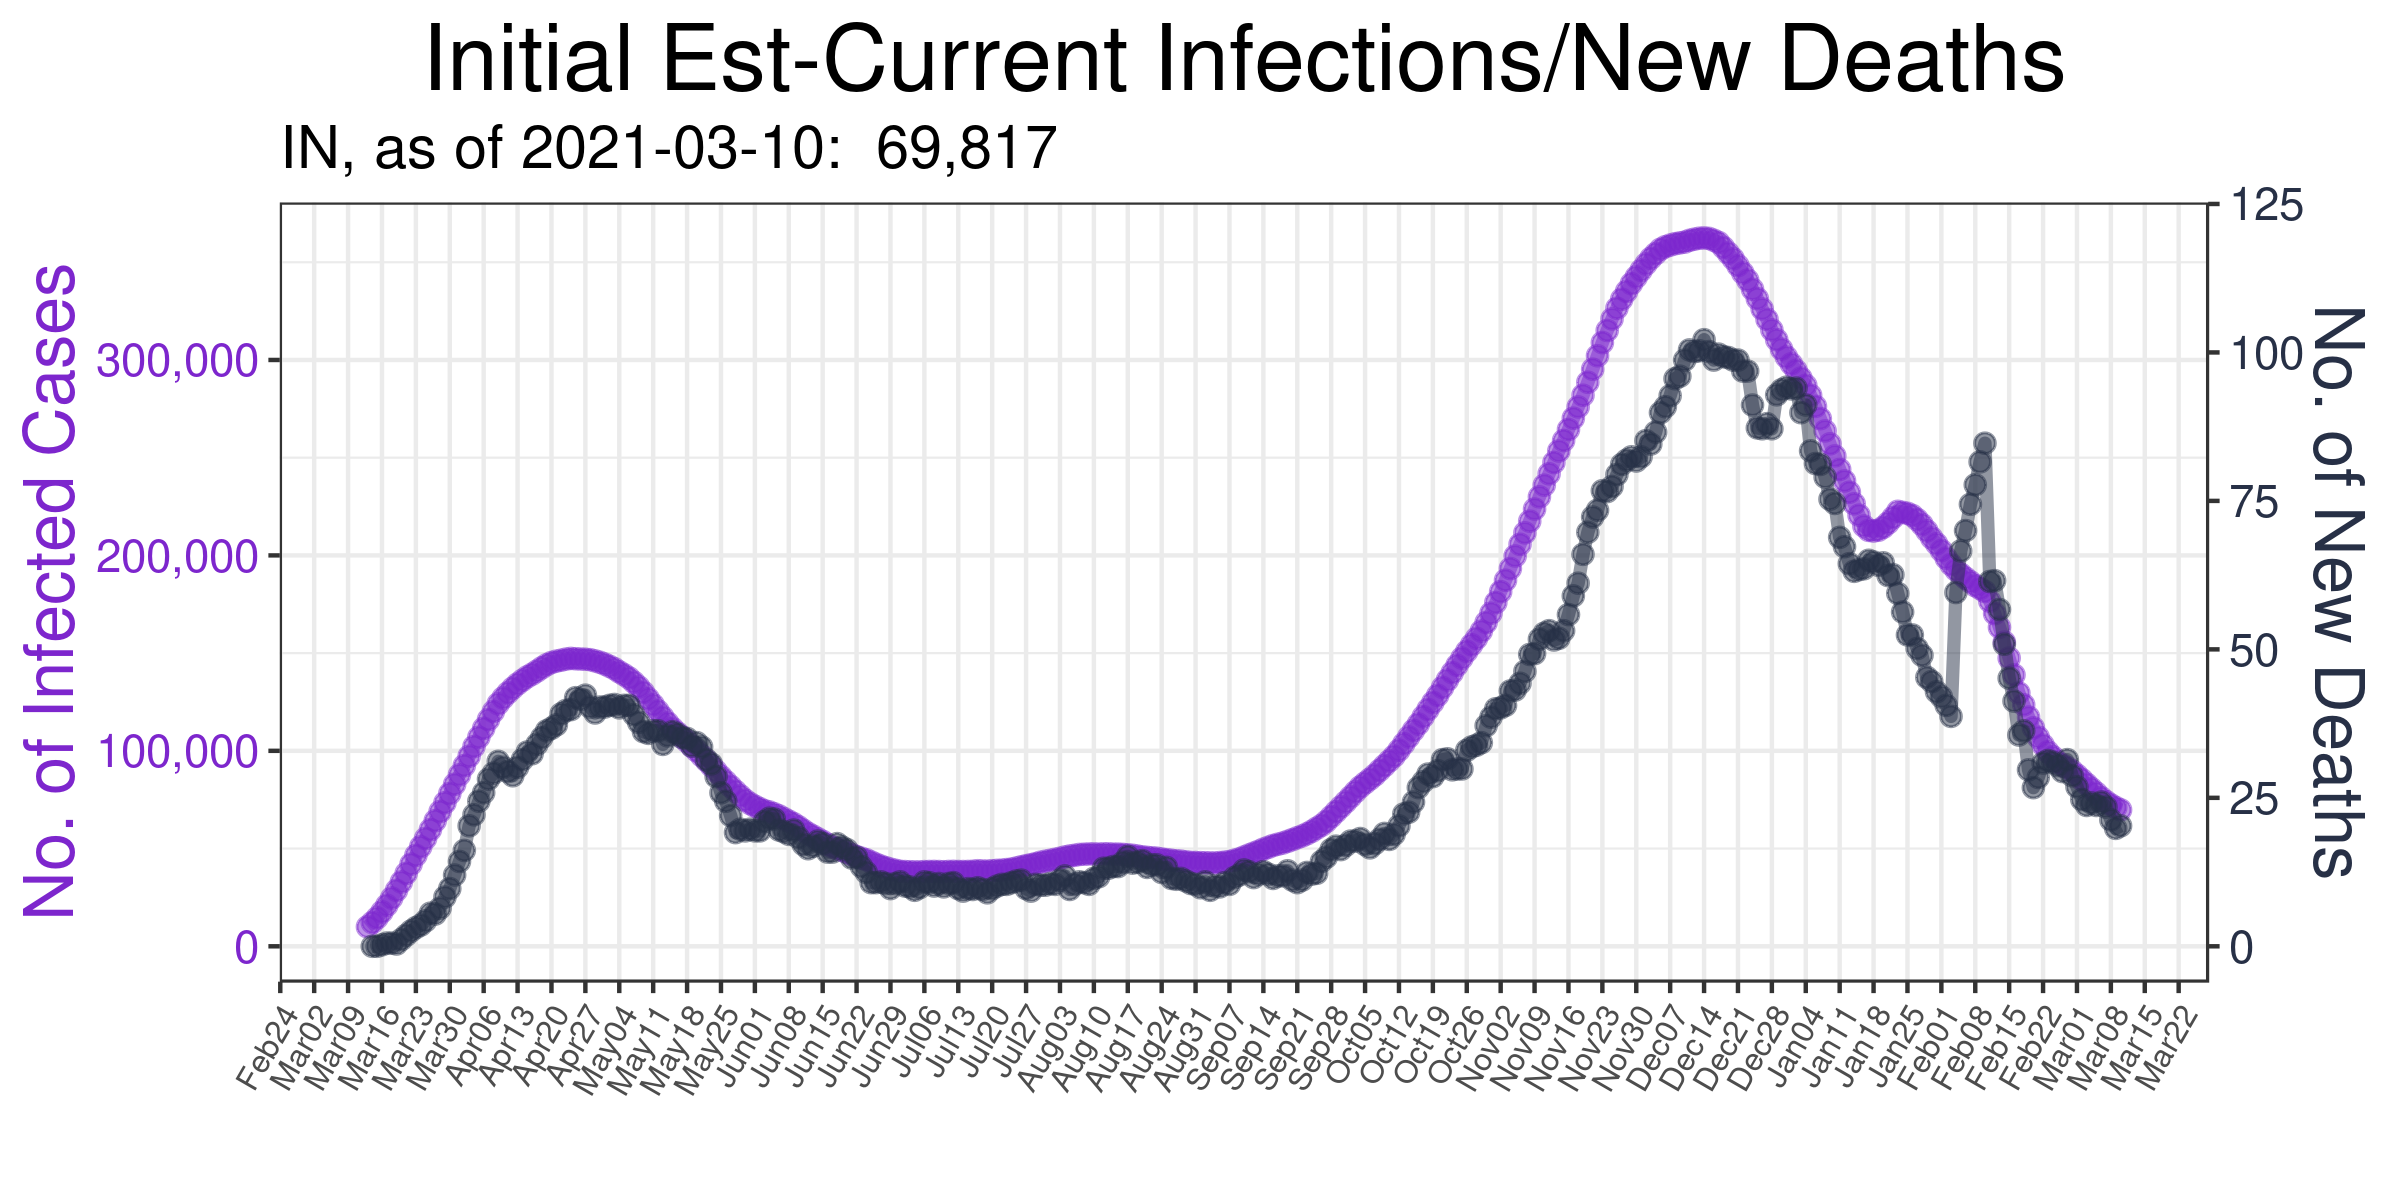 Initial Est-Current Infections/New Deaths
IN, as of 2021-03-10:  69,817
No. of Infected Cases
300,000
200,000
100,000
0
125
100
75
50
25
0
No. of New Deaths
Feb24
Mar02
Mar09
Mar16
Mar23
Mar30
Apr06
Apr13
Apr20
Apr27
May04
May11
May18
May25
Jun01
Jun08
Jun15
Jun22
Jun29
Jul06
Jul13
Jul20
Jul27
Aug03
Aug10
Aug17
Aug24
Aug31
Sep07
Sep14
Sep21
Sep28
Oct05
Oct12
Oct19
Oct26
Nov02
Nov09
Nov16
Nov23
Nov30
Dec07
Dec14
Dec21
Dec28
Jan04
Jan11
Jan18
Jan25
Feb01
Feb08
Feb15
Feb22
Mar01
Mar08
Mar15
Mar22